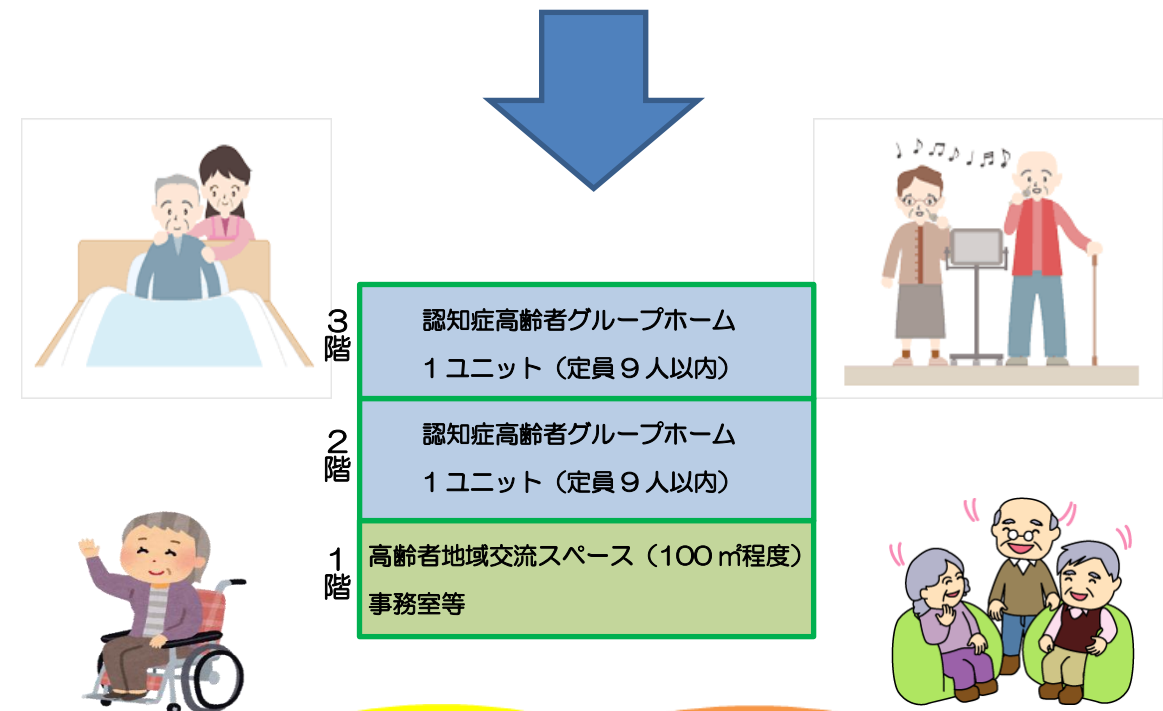 3階
認知症高齢者グループホーム
1ユニット（定員9人以内）
2階
認知症高齢者グループホーム
1ユニット（定員9人以内）
1階
高齢者地域交流スペース（100㎡程度）
事務室等